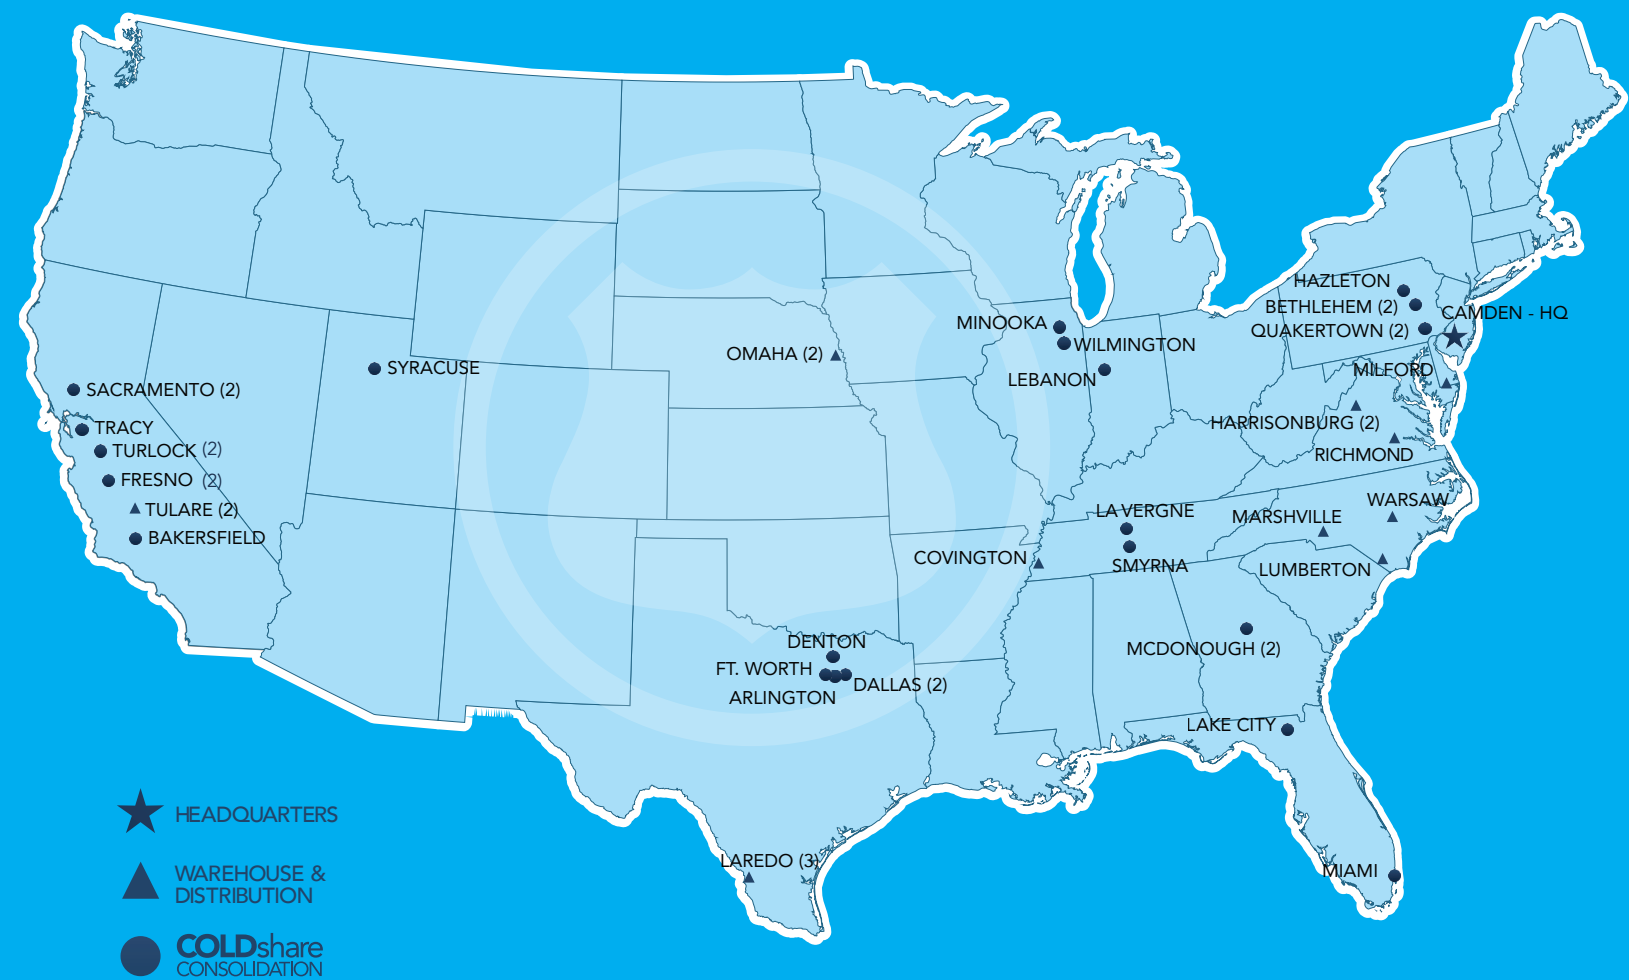 HAZLETON
BETHLEHEM (2)
CAMDEN - HQ
QUAKERTOWN (2)
MINOOKA
WILMINGTON
OMAHA (2)
SYRUCUSE
LEBANON
MILFORD
SACRAMENTO (2)
HARRISONBURG (2)
TRACY
TURLOCK (2)
RICHMOND
FRESNO (2)
WARSAW
TULARE (2)
LA VERGNE
MARSHVILLE
BAKERSFIELD
COVINGTON
SMYRNA
LUMBERTON
DENTON
MCDONOUGH (2)
FT. WORTH
DALLAS (2)
ARLINGTON
LAKE CITY
HEADQUARTERS
LAREDO (3)
MIAMI
WAREHOUSE &
DISTRIBUTION
COLDshare
CONSOLIDATION